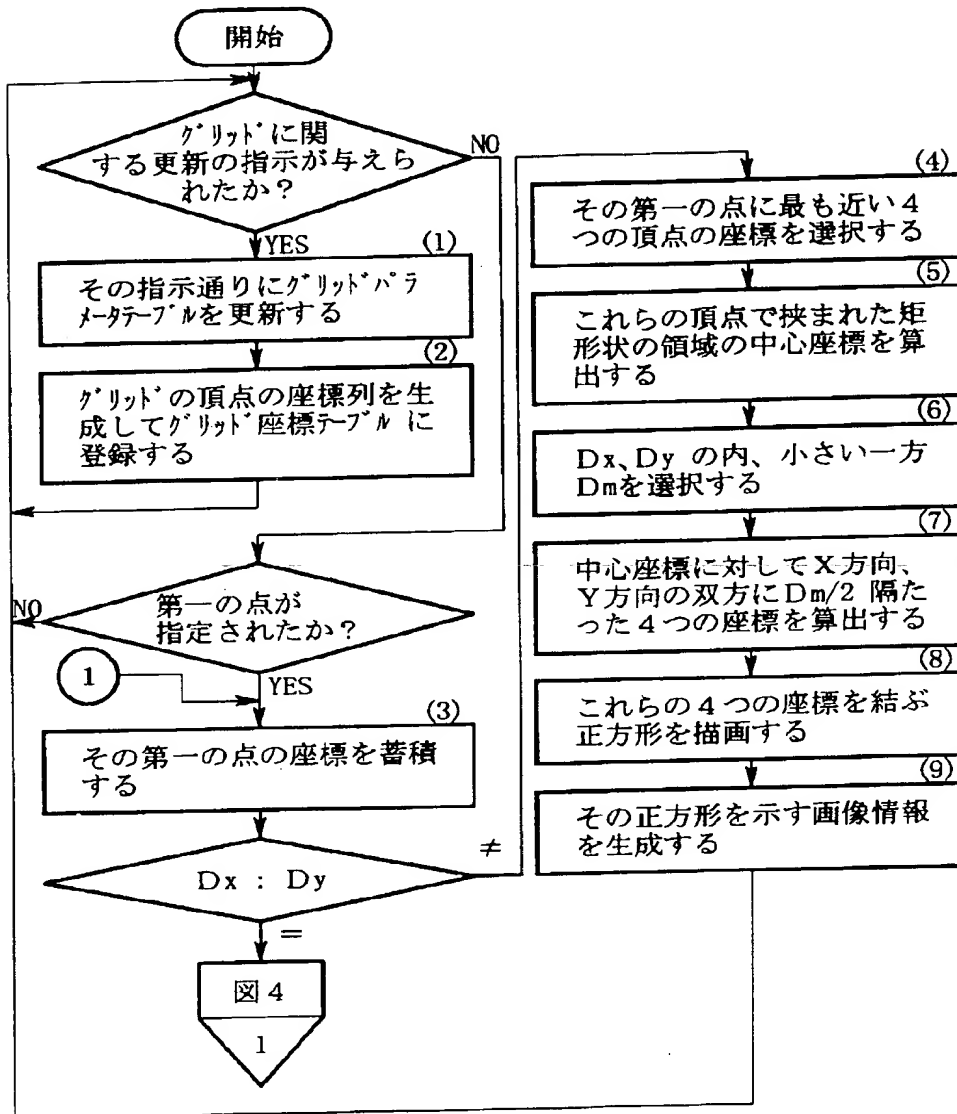 開始
グリッドに関
する更新の指示が与えら
れたか？
NO
YES
(1)
その指示通りにグリッドパラ
メータテーブルを更新する
(2)
グリッドの頂点の座標列を生
成してグリッド座標テーブルに
登録する
第一の点が
指定されたか？
NO
YES
1
(3)
その第一の点の座標を蓄積
する
Dx : Dy
≠
=
図4
1
(4)
その第一の点に最も近い4
つの頂点の座標を選択する
(5)
これらの頂点で挟まれた矩
形状の領域の中心座標を算
出する
(6)
Dx、Dy の内、小さい一方
Dmを選択する
(7)
中心座標に対してX方向、
Y方向の双方にDm/2 隔た
った4つの座標を算出する
(8)
これらの4つの座標を結ぶ
正方形を描画する
(9)
その正方形を示す画像情報
を生成する